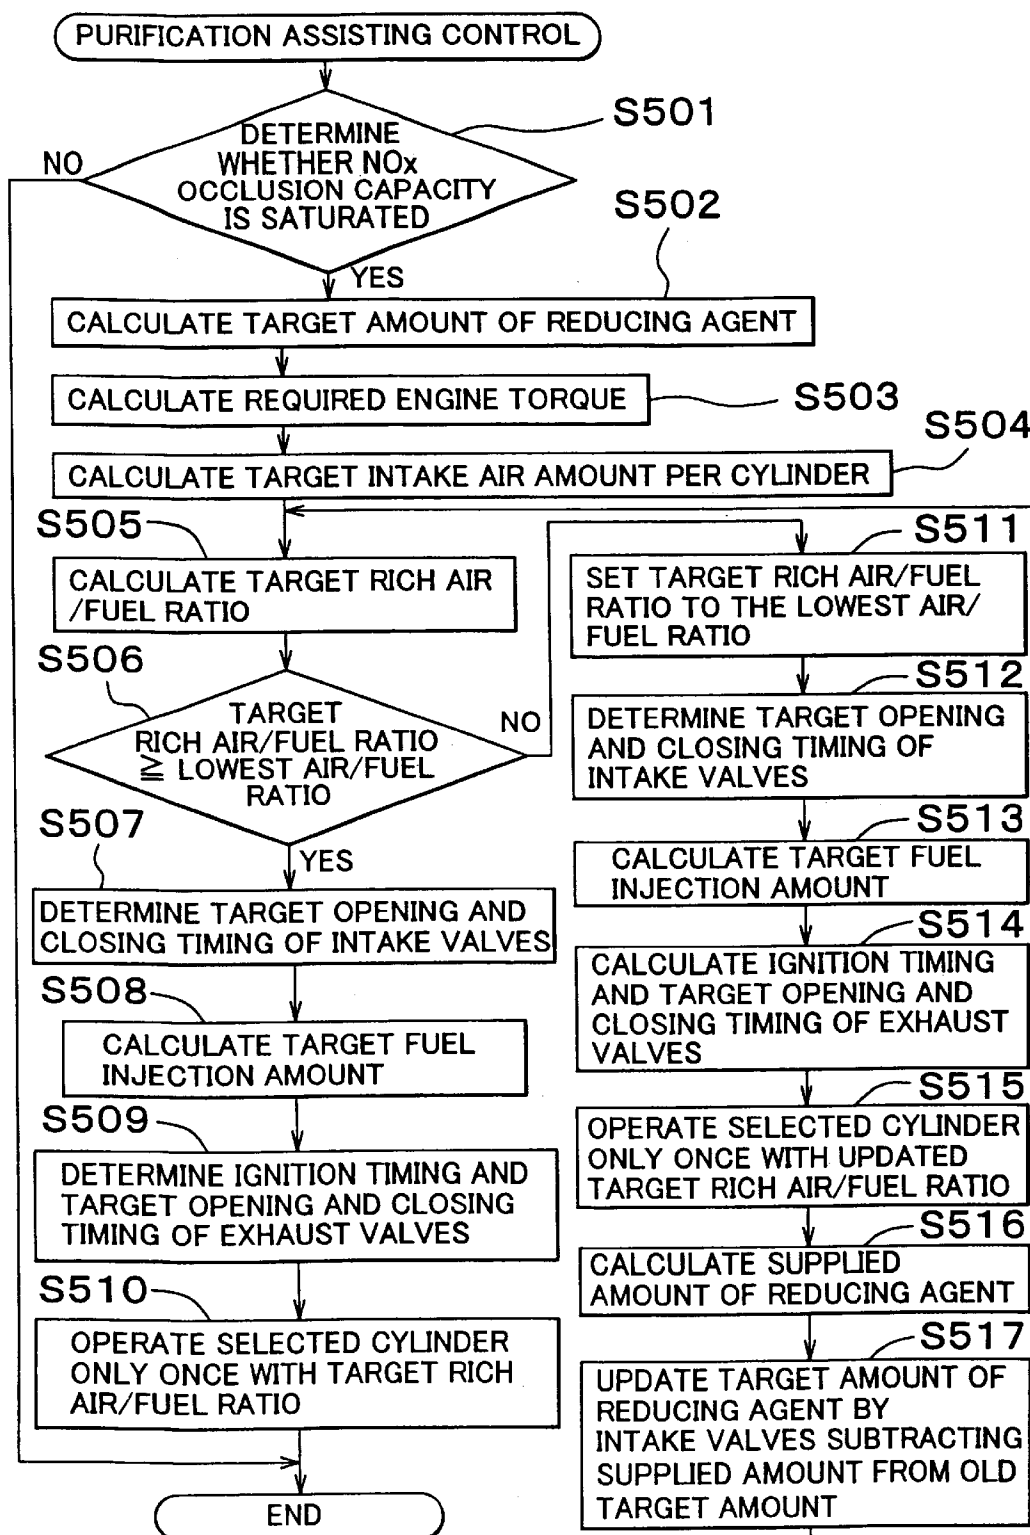 PURIFICATION ASSISTING CONTROL
S501
DETERMINE
WHETHER NOx
OCCLUSION CAPACITY
IS SATURATED
NO
YES
S502
CALCULATE TARGET AMOUNT OF REDUCING AGENT
CALCULATE REQUIRED ENGINE TORQUE
S503
S504
CALCULATE TARGET INTAKE AIR AMOUNT PER CYLINDER
S505
CALCULATE TARGET RICH AIR
/FUEL RATIO
S506
TARGET
RICH AIR/FUEL RATIO
≧ LOWEST AIR/FUEL
RATIO
NO
YES
S507
DETERMINE TARGET OPENING AND
CLOSING TIMING OF INTAKE VALVES
S508
CALCULATE TARGET FUEL
INJECTION AMOUNT
S509
DETERMINE IGNITION TIMING AND
TARGET OPENING AND CLOSING
TIMING OF EXHAUST VALVES
S510
OPERATE SELECTED CYLINDER
ONLY ONCE WITH TARGET RICH
AIR/FUEL RATIO
END
S511
SET TARGET RICH AIR/FUEL
RATIO TO THE LOWEST AIR/
FUEL RATIO
S512
DETERMINE TARGET OPENING
AND CLOSING TIMING OF
INTAKE VALVES
S513
CALCULATE TARGET FUEL
INJECTION AMOUNT
S514
CALCULATE IGNITION TIMING
AND TARGET OPENING AND
CLOSING TIMING OF EXHAUST
VALVES
S515
OPERATE SELECTED CYLINDER
ONLY ONCE WITH UPDATED
TARGET RICH AIR/FUEL RATIO
S516
CALCULATE SUPPLIED
AMOUNT OF REDUCING AGENT
S517
UPDATE TARGET AMOUNT OF
REDUCING AGENT BY
INTAKE VALVES SUBTRACTING
SUPPLIED AMOUNT FROM OLD
TARGET AMOUNT